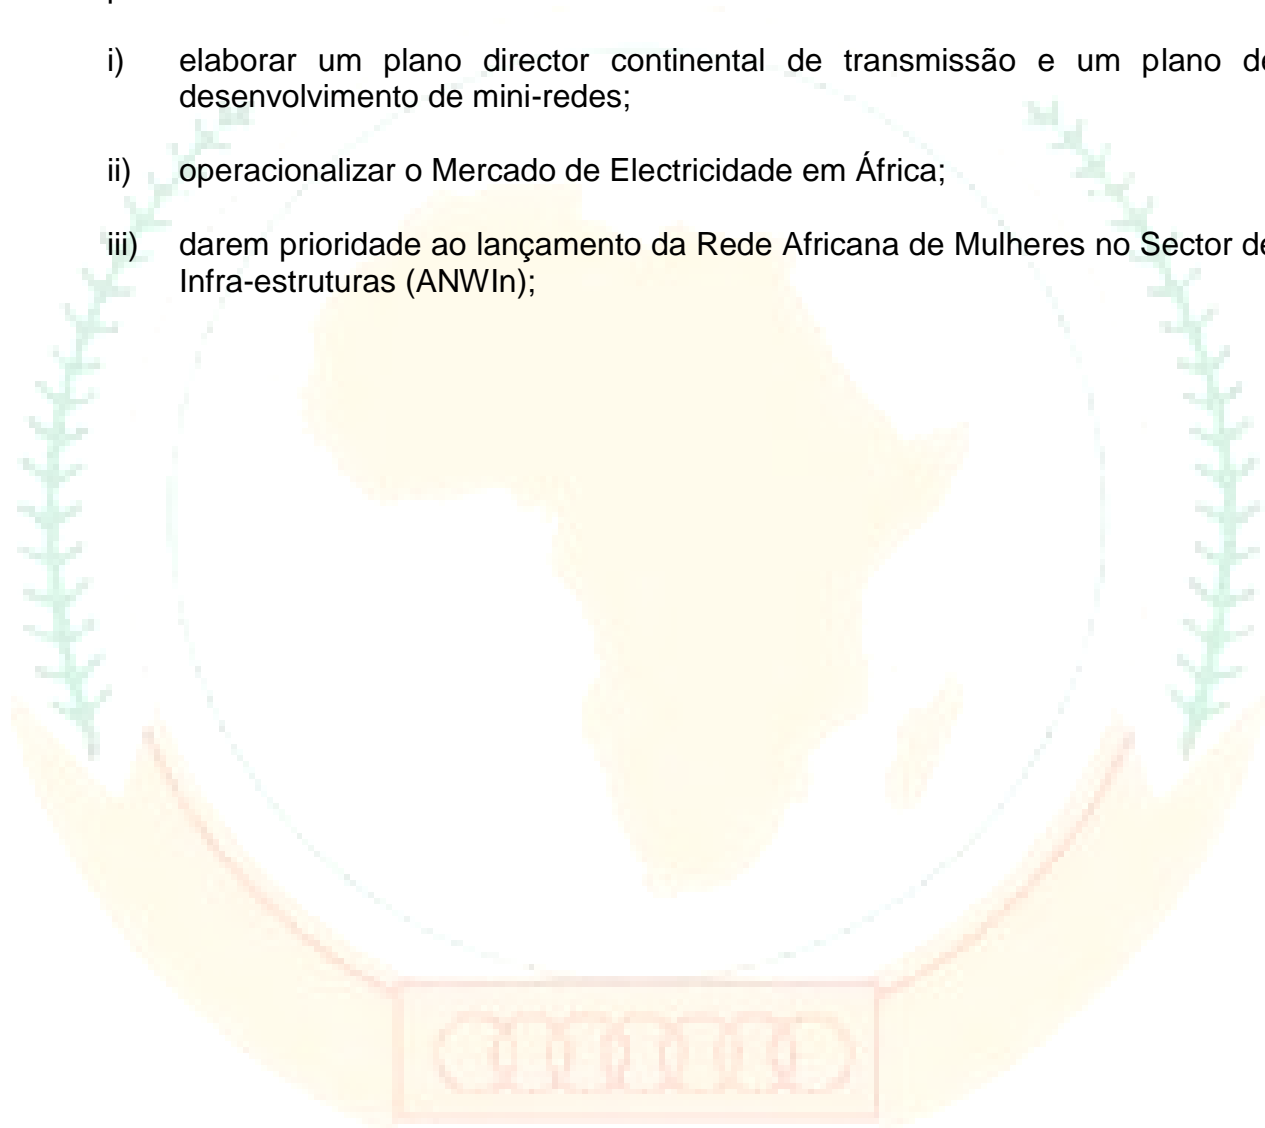 i) elaborar um plano director continental de transmissão e um plano de
desenvolvimento de mini-redes;
ii) operacionalizar o Mercado de Electricidade em África;
iii) darem prioridade ao lançamento da Rede Africana de Mulheres no Sector de
Infra-estruturas (ANWIn);